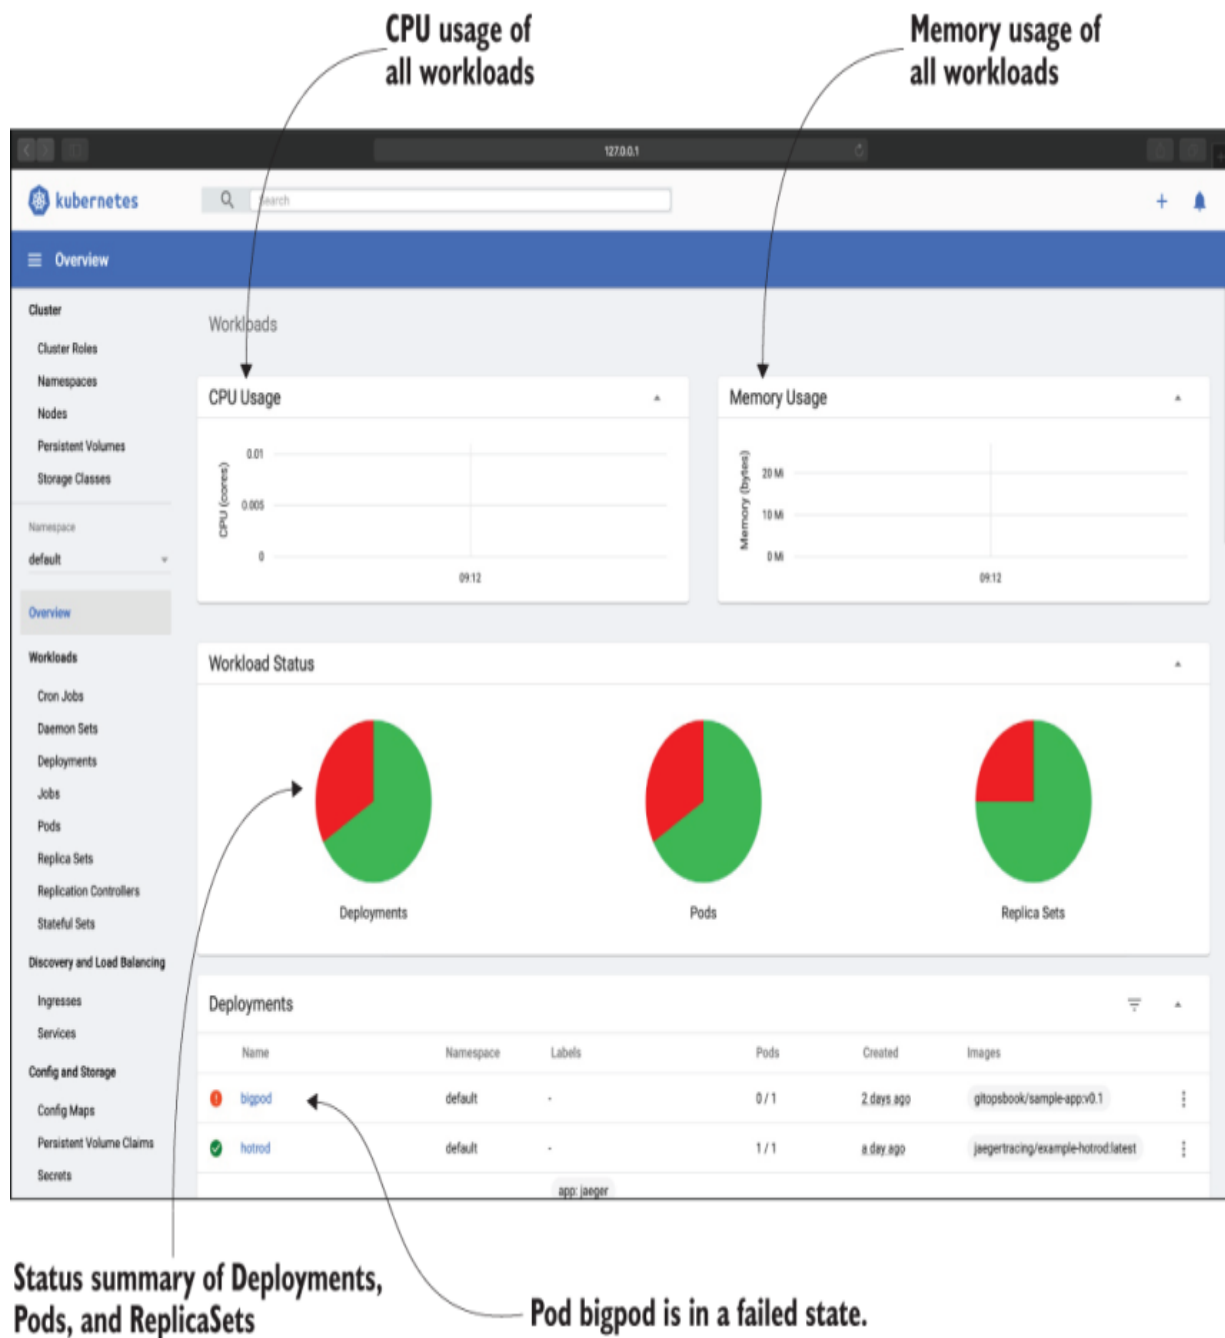 CPU usage of
all workloads
Memory usage of
all workloads
127.0.0.1
kubernetes
Search
Overview
Cluster
Cluster Roles
Namespaces
Nodes
Persistent Volumes
Storage Classes
Namespace
default
Overview
Workloads
Cron Jobs
Daemon Sets
Deployments
Jobs
Pods
Replica Sets
Replication Controllers
Stateful Sets
Discovery and Load Balancing
Ingresses
Services
Config and Storage
Config Maps
Persistent Volume Claims
Secrets
Workloads
CPU Usage
CPU (cores)
0.01
0.005
0
09:12
Memory Usage
Memory (bytes)
20 Mi
10 Mi
0 Mi
09:12
Workload Status
Deployments
Pods
Replica Sets
Deployments
Name Namespace Labels Pods Created Images
bigpod default - 0 / 1 2 days ago gitopsbook/sample-app:v0.1
hotrod default - 1 / 1 a day ago jaegertracing/example-hotrod:latest
app: jaeger
Status summary of Deployments,
Pods, and ReplicaSets
Pod bigpod is in a failed state.